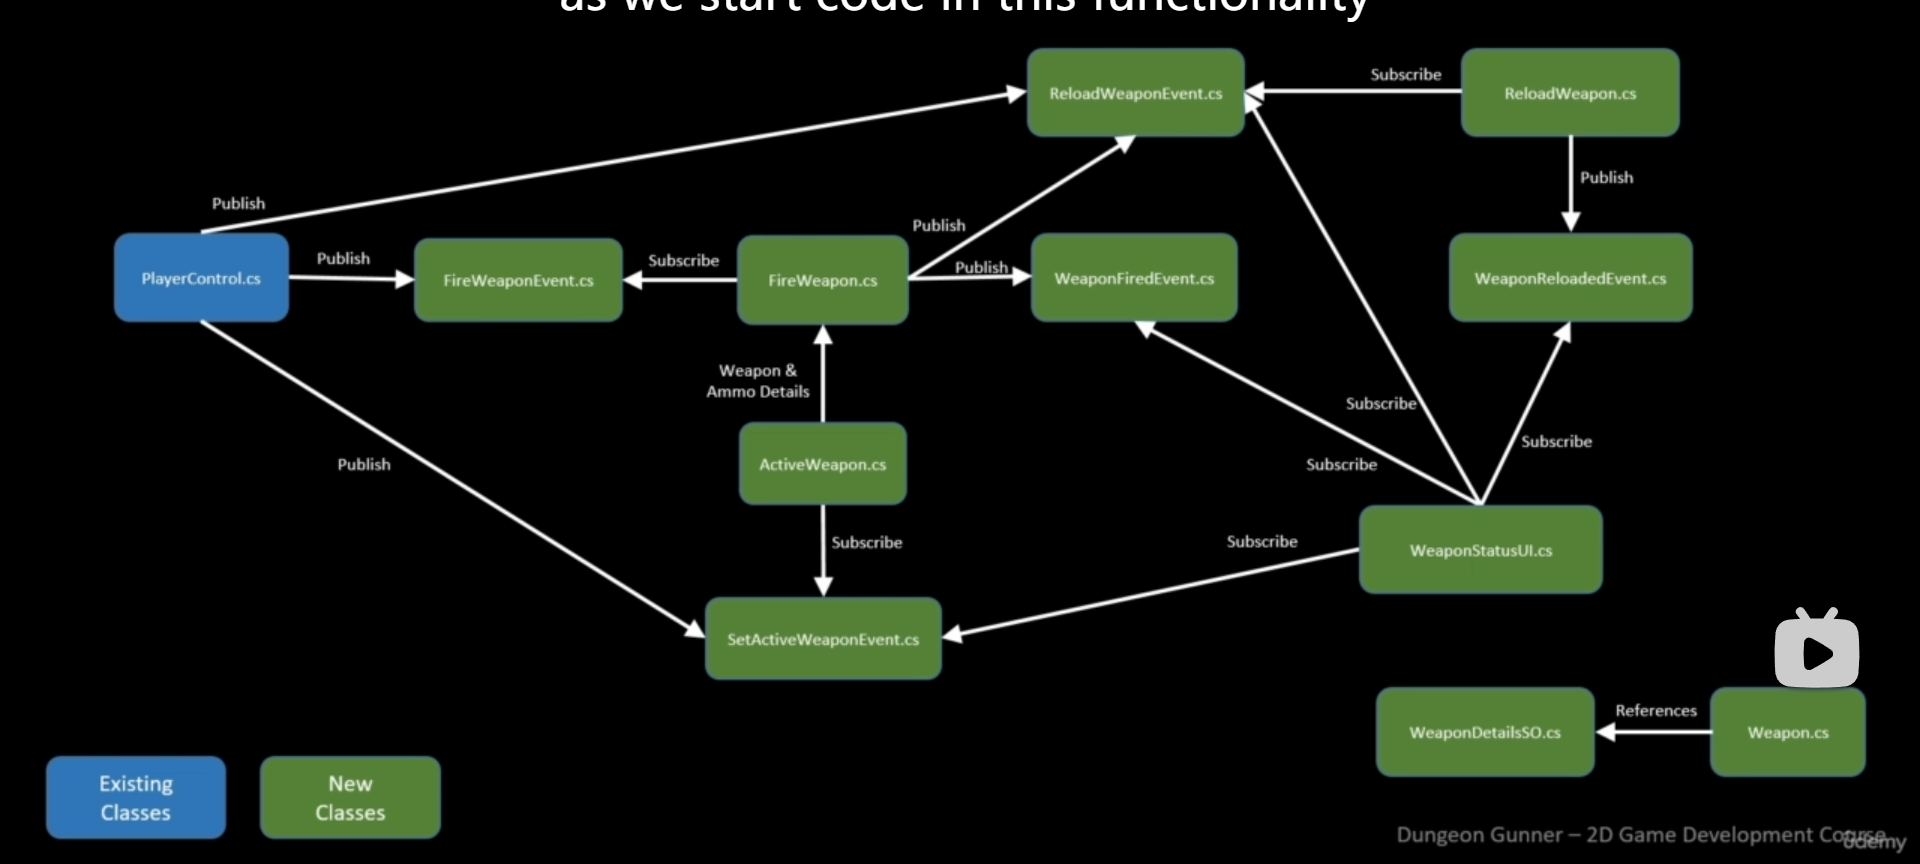 as we start code in this functionality
ReloadWeaponEvent.cs
Subscribe
ReloadWeapon.cs
Publish
Publish
Publish
PlayerControl.cs
Publish
FireWeaponEvent.cs
Subscribe
FireWeapon.cs
Publish
WeaponFiredEvent.cs
WeaponReloadedEvent.cs
Weapon &
Ammo Details
Subscribe
Subscribe
Subscribe
Publish
ActiveWeapon.cs
Subscribe
Subscribe
WeaponStatusUI.cs
SetActiveWeaponEvent.cs
WeaponDetailsSO.cs
References
Weapon.cs
Existing
Classes
New
Classes
Dungeon Gunner – 2D Game Development Course
udemy